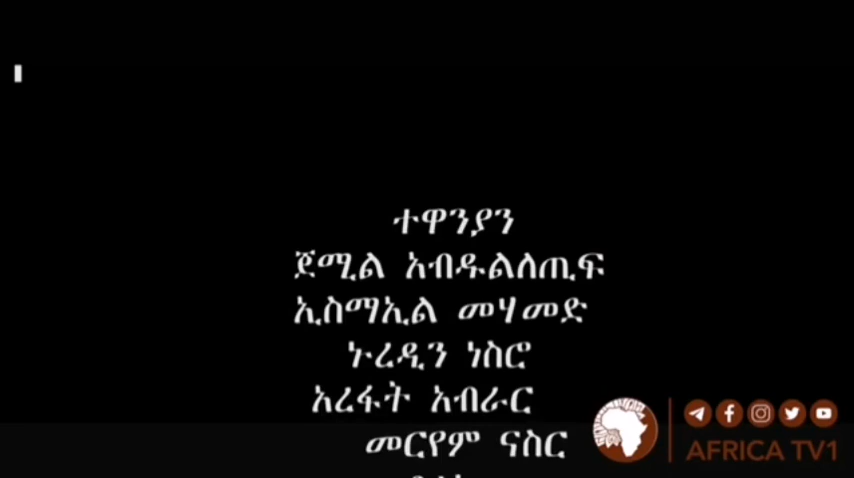 ተዋንያን
ጀሚል አብዱልለጢፍ
ኢስማኢል መሃመድ
ኑረዲን ነስሮ
አረፋት አብራር
መርየም ናስር
AFRICA TV1